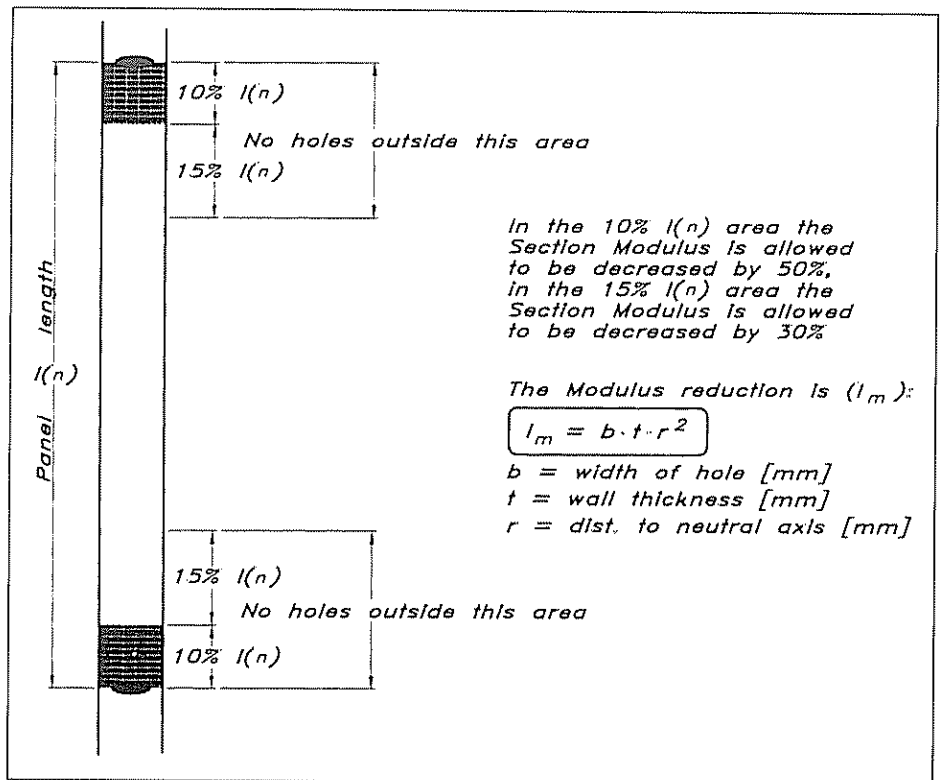 10% l(n)
No holes outside this area
15% l(n)
In the 10% l(n) area the
Section Modulus is allowed
to be decreased by 50%,
in the 15% l(n) area the
Section Modulus is allowed
to be decreased by 30%
Panel length
l(n)
The Modulus reduction is (I_m):
I_m = b·t·r²
b = width of hole [mm]
t = wall thickness [mm]
r = dist. to neutral axis [mm]
15% l(n)
No holes outside this area
10% l(n)